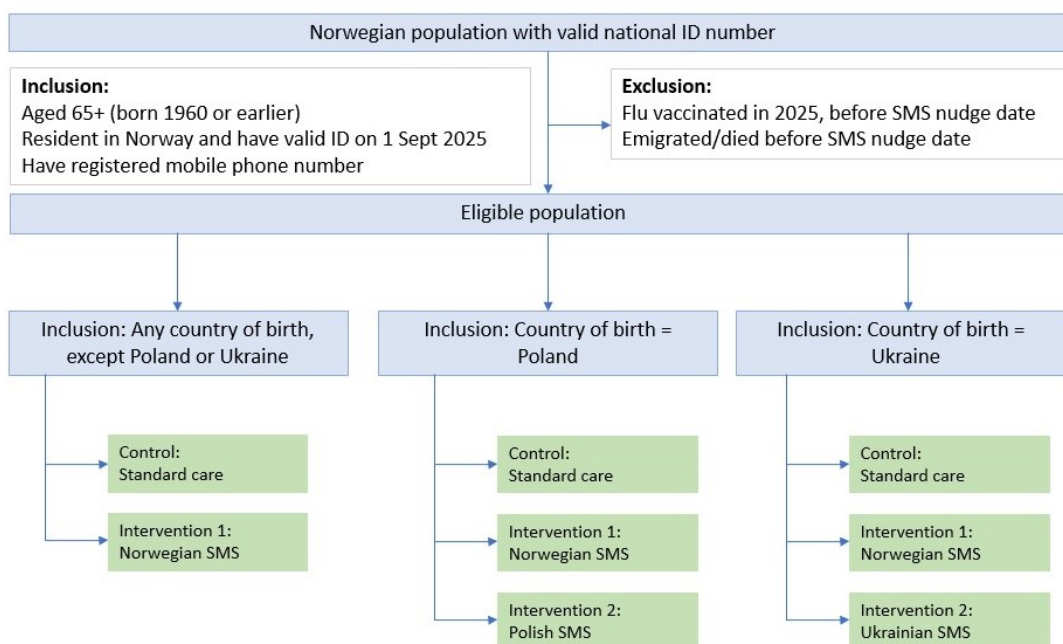 Norwegian population with valid national ID number
Inclusion:
Aged 65+ (born 1960 or earlier)
Resident in Norway and have valid ID on 1 Sept 2025
Have registered mobile phone number
Exclusion:
Flu vaccinated in 2025, before SMS nudge date
Emigrated/died before SMS nudge date
Eligible population
Inclusion: Any country of birth,
except Poland or Ukraine
Control:
Standard care
Intervention 1:
Norwegian SMS
Inclusion: Country of birth =
Poland
Control:
Standard care
Intervention 1:
Norwegian SMS
Intervention 2:
Polish SMS
Inclusion: Country of birth =
Ukraine
Control:
Standard care
Intervention 1:
Norwegian SMS
Intervention 2:
Ukrainian SMS